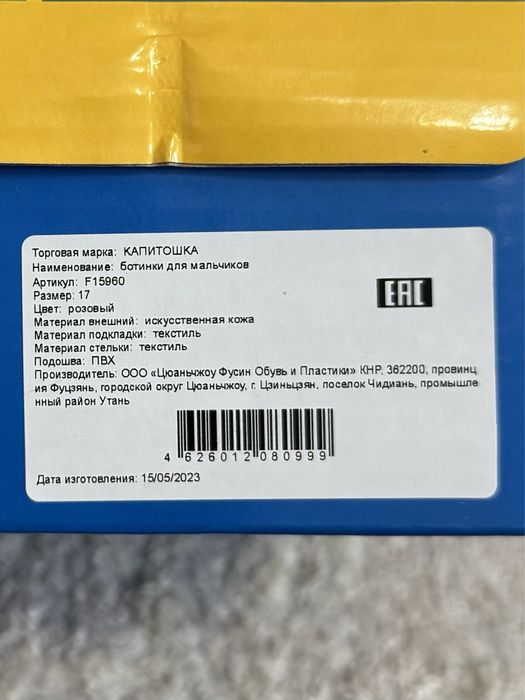 Торговая марка: КАПИТОШКА
Наименование: ботинки для мальчиков
Артикул: F15960
Размер: 17
Цвет: розовый
Материал внешний: искусственная кожа
Материал подкладки: текстиль
Материал стельки: текстиль
Подошва: ПВХ
Производитель: ООО «Цюаньчжоу Фусин Обувь и Пластики» КНР, 362200, провинц
ия Фуцзянь, городской округ Цюаньчжоу, г. Цзиньцзян, поселок Чидиань, промышле
нный район Утань
EAC
4 626012 080999
Дата изготовления: 15/05/2023